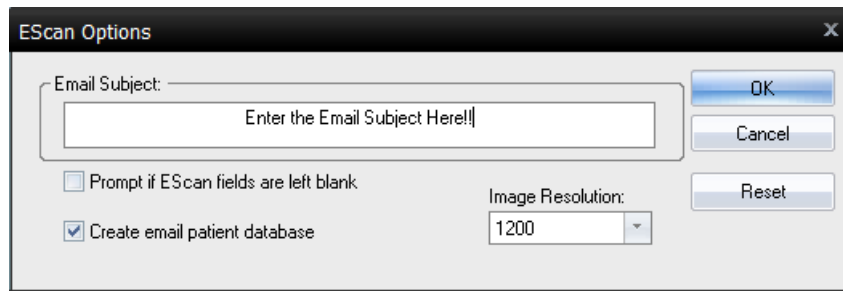 EScan Options
x
Email Subject:
Enter the Email Subject Here!!
OK
Cancel
Prompt if EScan fields are left blank
Image Resolution:
Reset
Create email patient database
1200